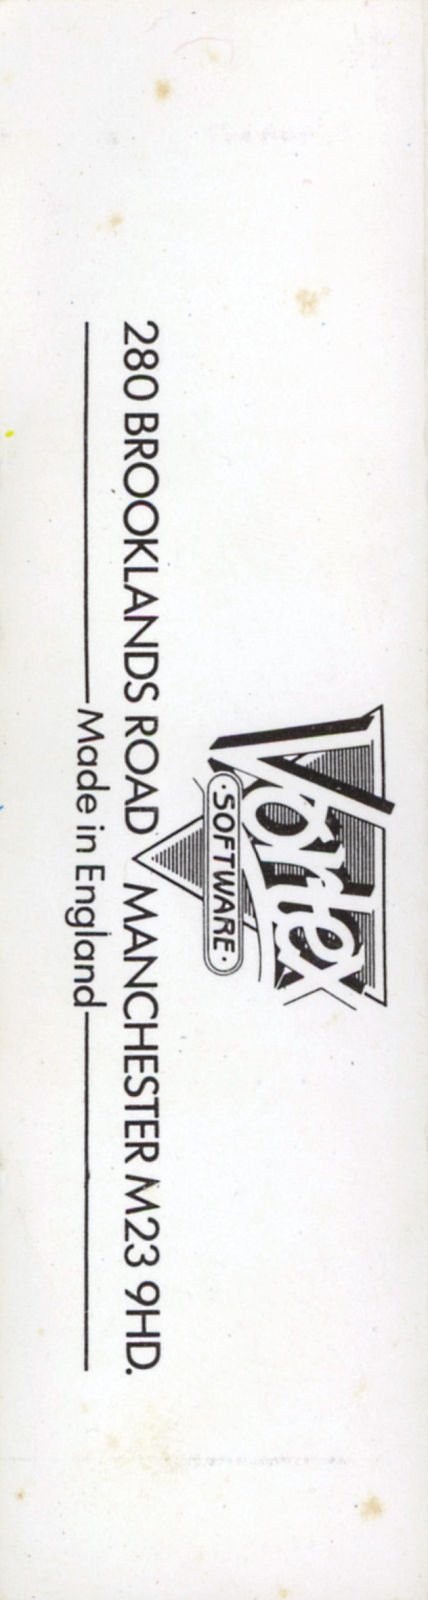 Vortex
·SOFTWARE·
280 BROOKLANDS ROAD MANCHESTER M23 9HD.
Made in England